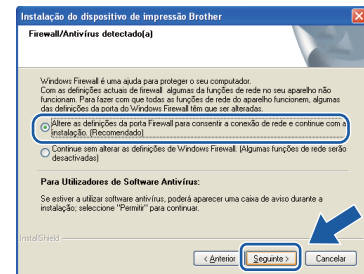 Instalação do dispositivo de impressão Brother
Firewall/Antivírus detectado(a)
Windows Firewall é uma ajuda para proteger o seu computador.
Com as definições actuais de firewall algumas da funções de rede no seu aparelho não
funcionam. Para fazer com que todas as funções de rede do aparelho funcionem, algumas
das definições da porta do Windows Firewall têm que ser alteradas.
Altere as definições da porta Firewall para consentir a conexão de rede e continue com a
instalação. (Recomendado)
Continue sem alterar as definições de Windows Firewall. (Algumas funções de rede serão
desactivadas)
Para Utilizadores de Software Antivírus:
Se estiver a utilizar software antivírus, poderá aparecer uma caixa de aviso durante a
instalação; seleccione "Permitir" para continuar.
InstallShield
< Anterior Seguinte > Cancelar